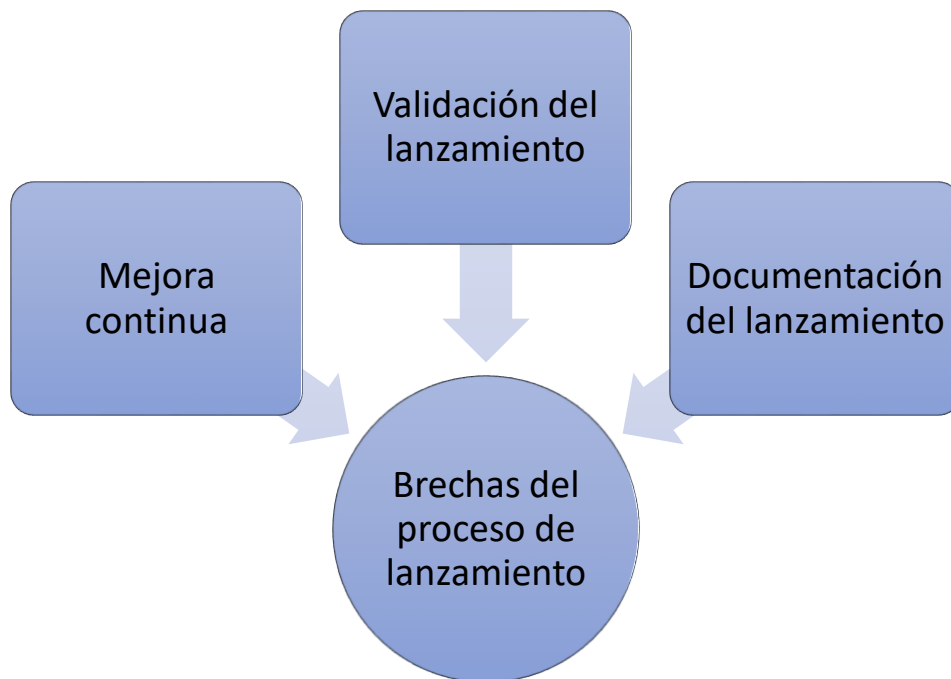 Validación del
lanzamiento
Mejora
continua
Documentación
del lanzamiento
Brechas del
proceso de
lanzamiento